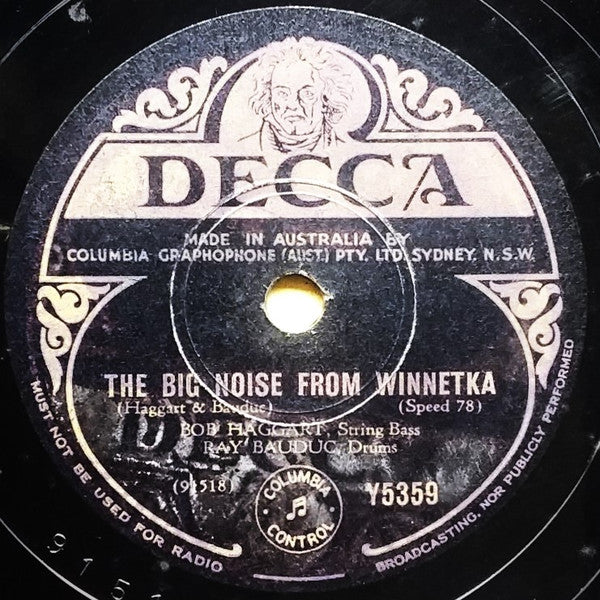 DECCA
MADE IN AUSTRALIA BY
COLUMBIA GRAPHOPHONE (AUST.) PTY. LTD. SYDNEY. N.S.W.
THE BIG NOISE FROM WINNETKA
(Haggart & Bauduc) (Speed 78)
BOB HAGGART, String Bass
RAY BAUDUC, Drums
(91518) Y5359
COLUMBIA
CONTROL
MUST NOT BE USED FOR RADIO
BROADCASTING, NOR PUBLICLY PERFORMED
9151